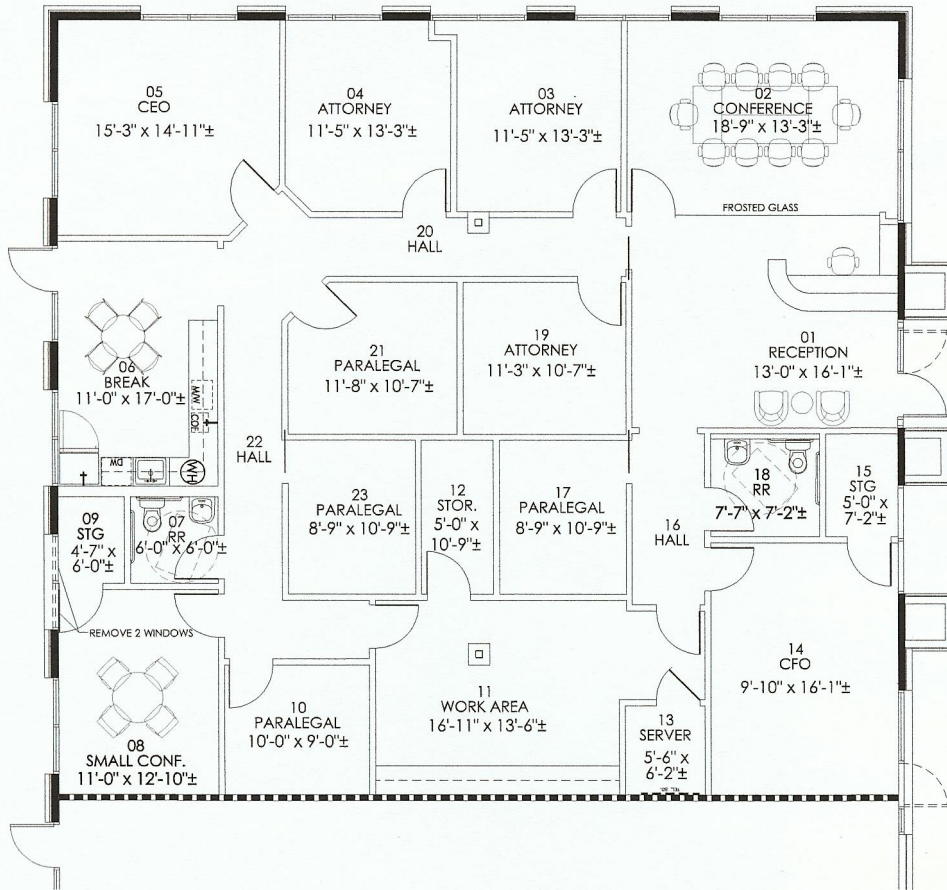 05
CEO
15'-3" x 14'-11"±
04
ATTORNEY
11'-5" x 13'-3"±
03
ATTORNEY
11'-5" x 13'-3"±
02
CONFERENCE
18'-9" x 13'-3"±
FROSTED GLASS
20
HALL
01
RECEPTION
13'-0" x 16'-1"±
06
BREAK
11'-0" x 17'-0"±
M/W
COF.
DW
WH
21
PARALEGAL
11'-8" x 10'-7"±
19
ATTORNEY
11'-3" x 10'-7"±
22
HALL
23
PARALEGAL
8'-9" x 10'-9"±
12
STOR.
5'-0" x
10'-9"±
17
PARALEGAL
8'-9" x 10'-9"±
16
HALL
18
RR
7'-7" x 7'-2"±
15
STG
5'-0" x
7'-2"±
09
STG
4'-7" x
6'-0"±
07
RR
6'-0" x 6'-0"±
REMOVE 2 WINDOWS
08
SMALL CONF.
11'-0" x 12'-10"±
10
PARALEGAL
10'-0" x 9'-0"±
11
WORK AREA
16'-11" x 13'-6"±
13
SERVER
5'-6" x
6'-2"±
14
CFO
9'-10" x 16'-1"±